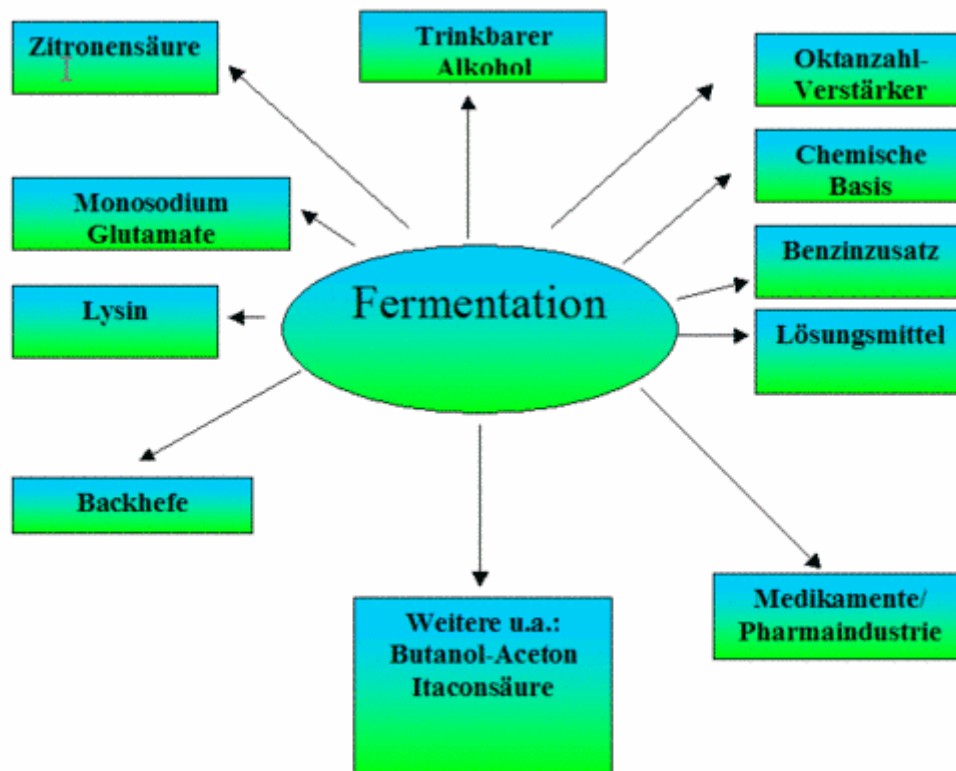 Zitronensäure
Trinkbarer
Alkohol
Oktanzahl-
Verstärker
Chemische
Basis
Monosodium
Glutamate
Benzinzusatz
Fermentation
Lysin
Lösungsmittel
Backhefe
Weitere u.a.:
Butanol-Aceton
Itaconsäure
Medikamente/
Pharmaindustrie